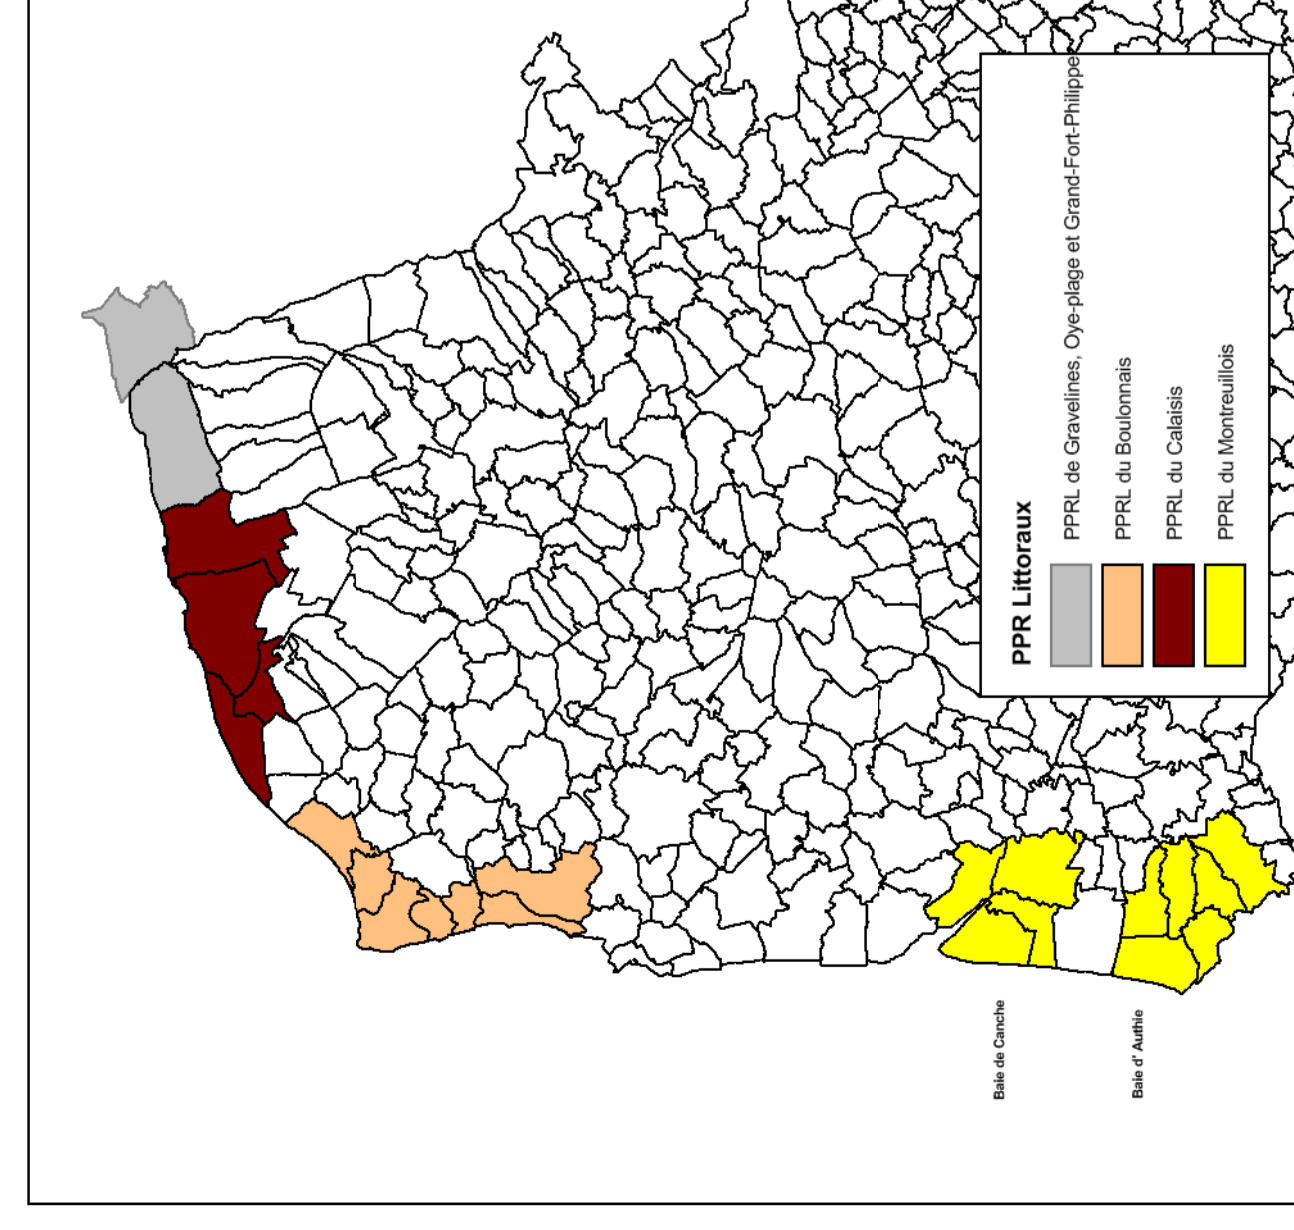 PPR Littoraux
PPRL de Gravelines, Oye-plage et Grand-Fort-Philippe
PPRL du Boulonnais
PPRL du Calaisis
PPRL du Montreuillois
Baie de Canche
Baie d' Authie